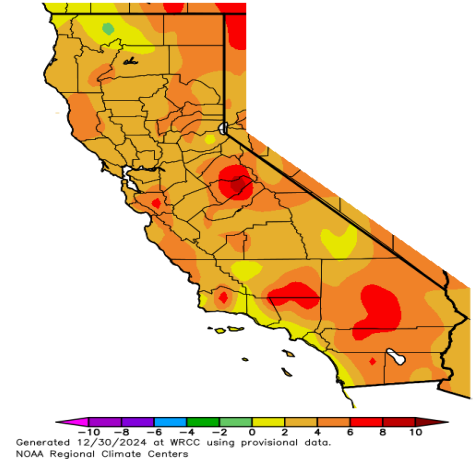 -10 -8 -6 -4 -2 0 2 4 6 8 10
Generated 12/30/2024 at WRCC using provisional data.
NOAA Regional Climate Centers